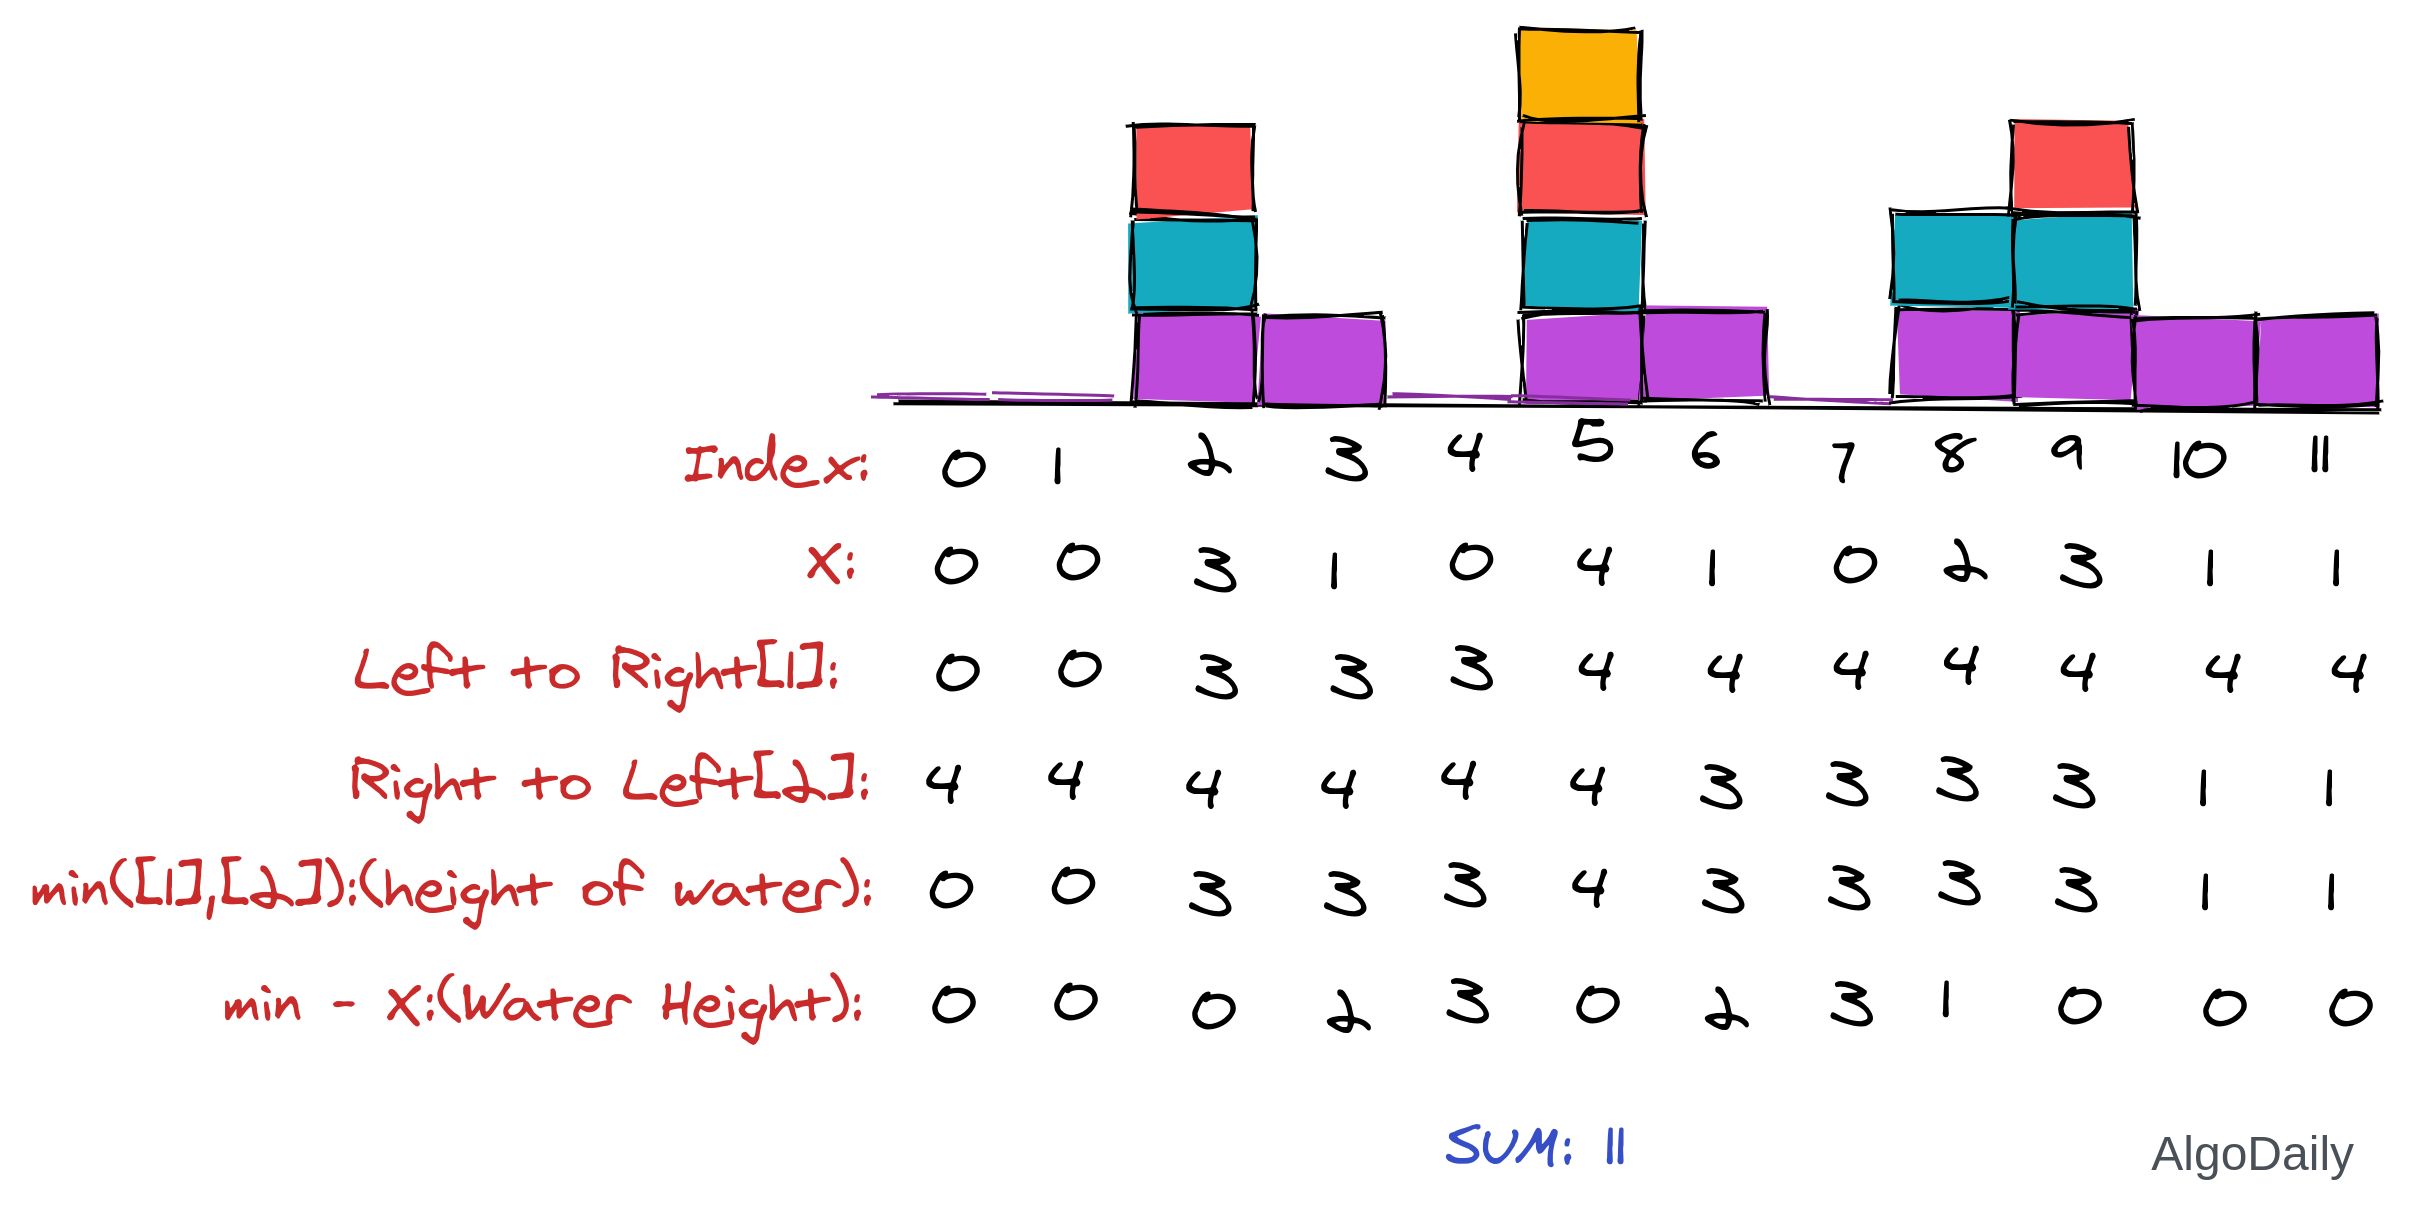 Index: 0 1 2 3 4 5 6 7 8 9 10 11
X: 0 0 3 1 0 4 1 0 2 3 1 1
Left to Right[1]: 0 0 3 3 3 4 4 4 4 4 4 4
Right to Left[2]: 4 4 4 4 4 4 3 3 3 3 1 1
min([1],[2]):(height of water): 0 0 3 3 3 4 3 3 3 3 1 1
min - X:(Water Height): 0 0 0 2 3 0 2 3 1 0 0 0
SUM: 11
AlgoDaily